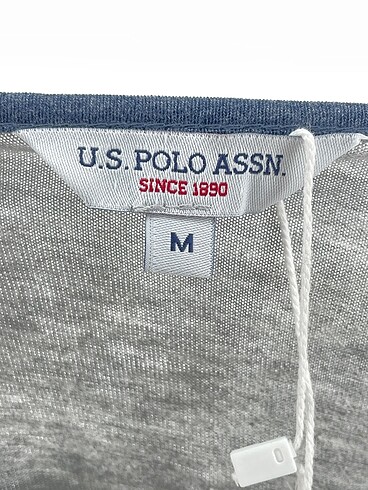 U.S. POLO ASSN.
SINCE 1890
M